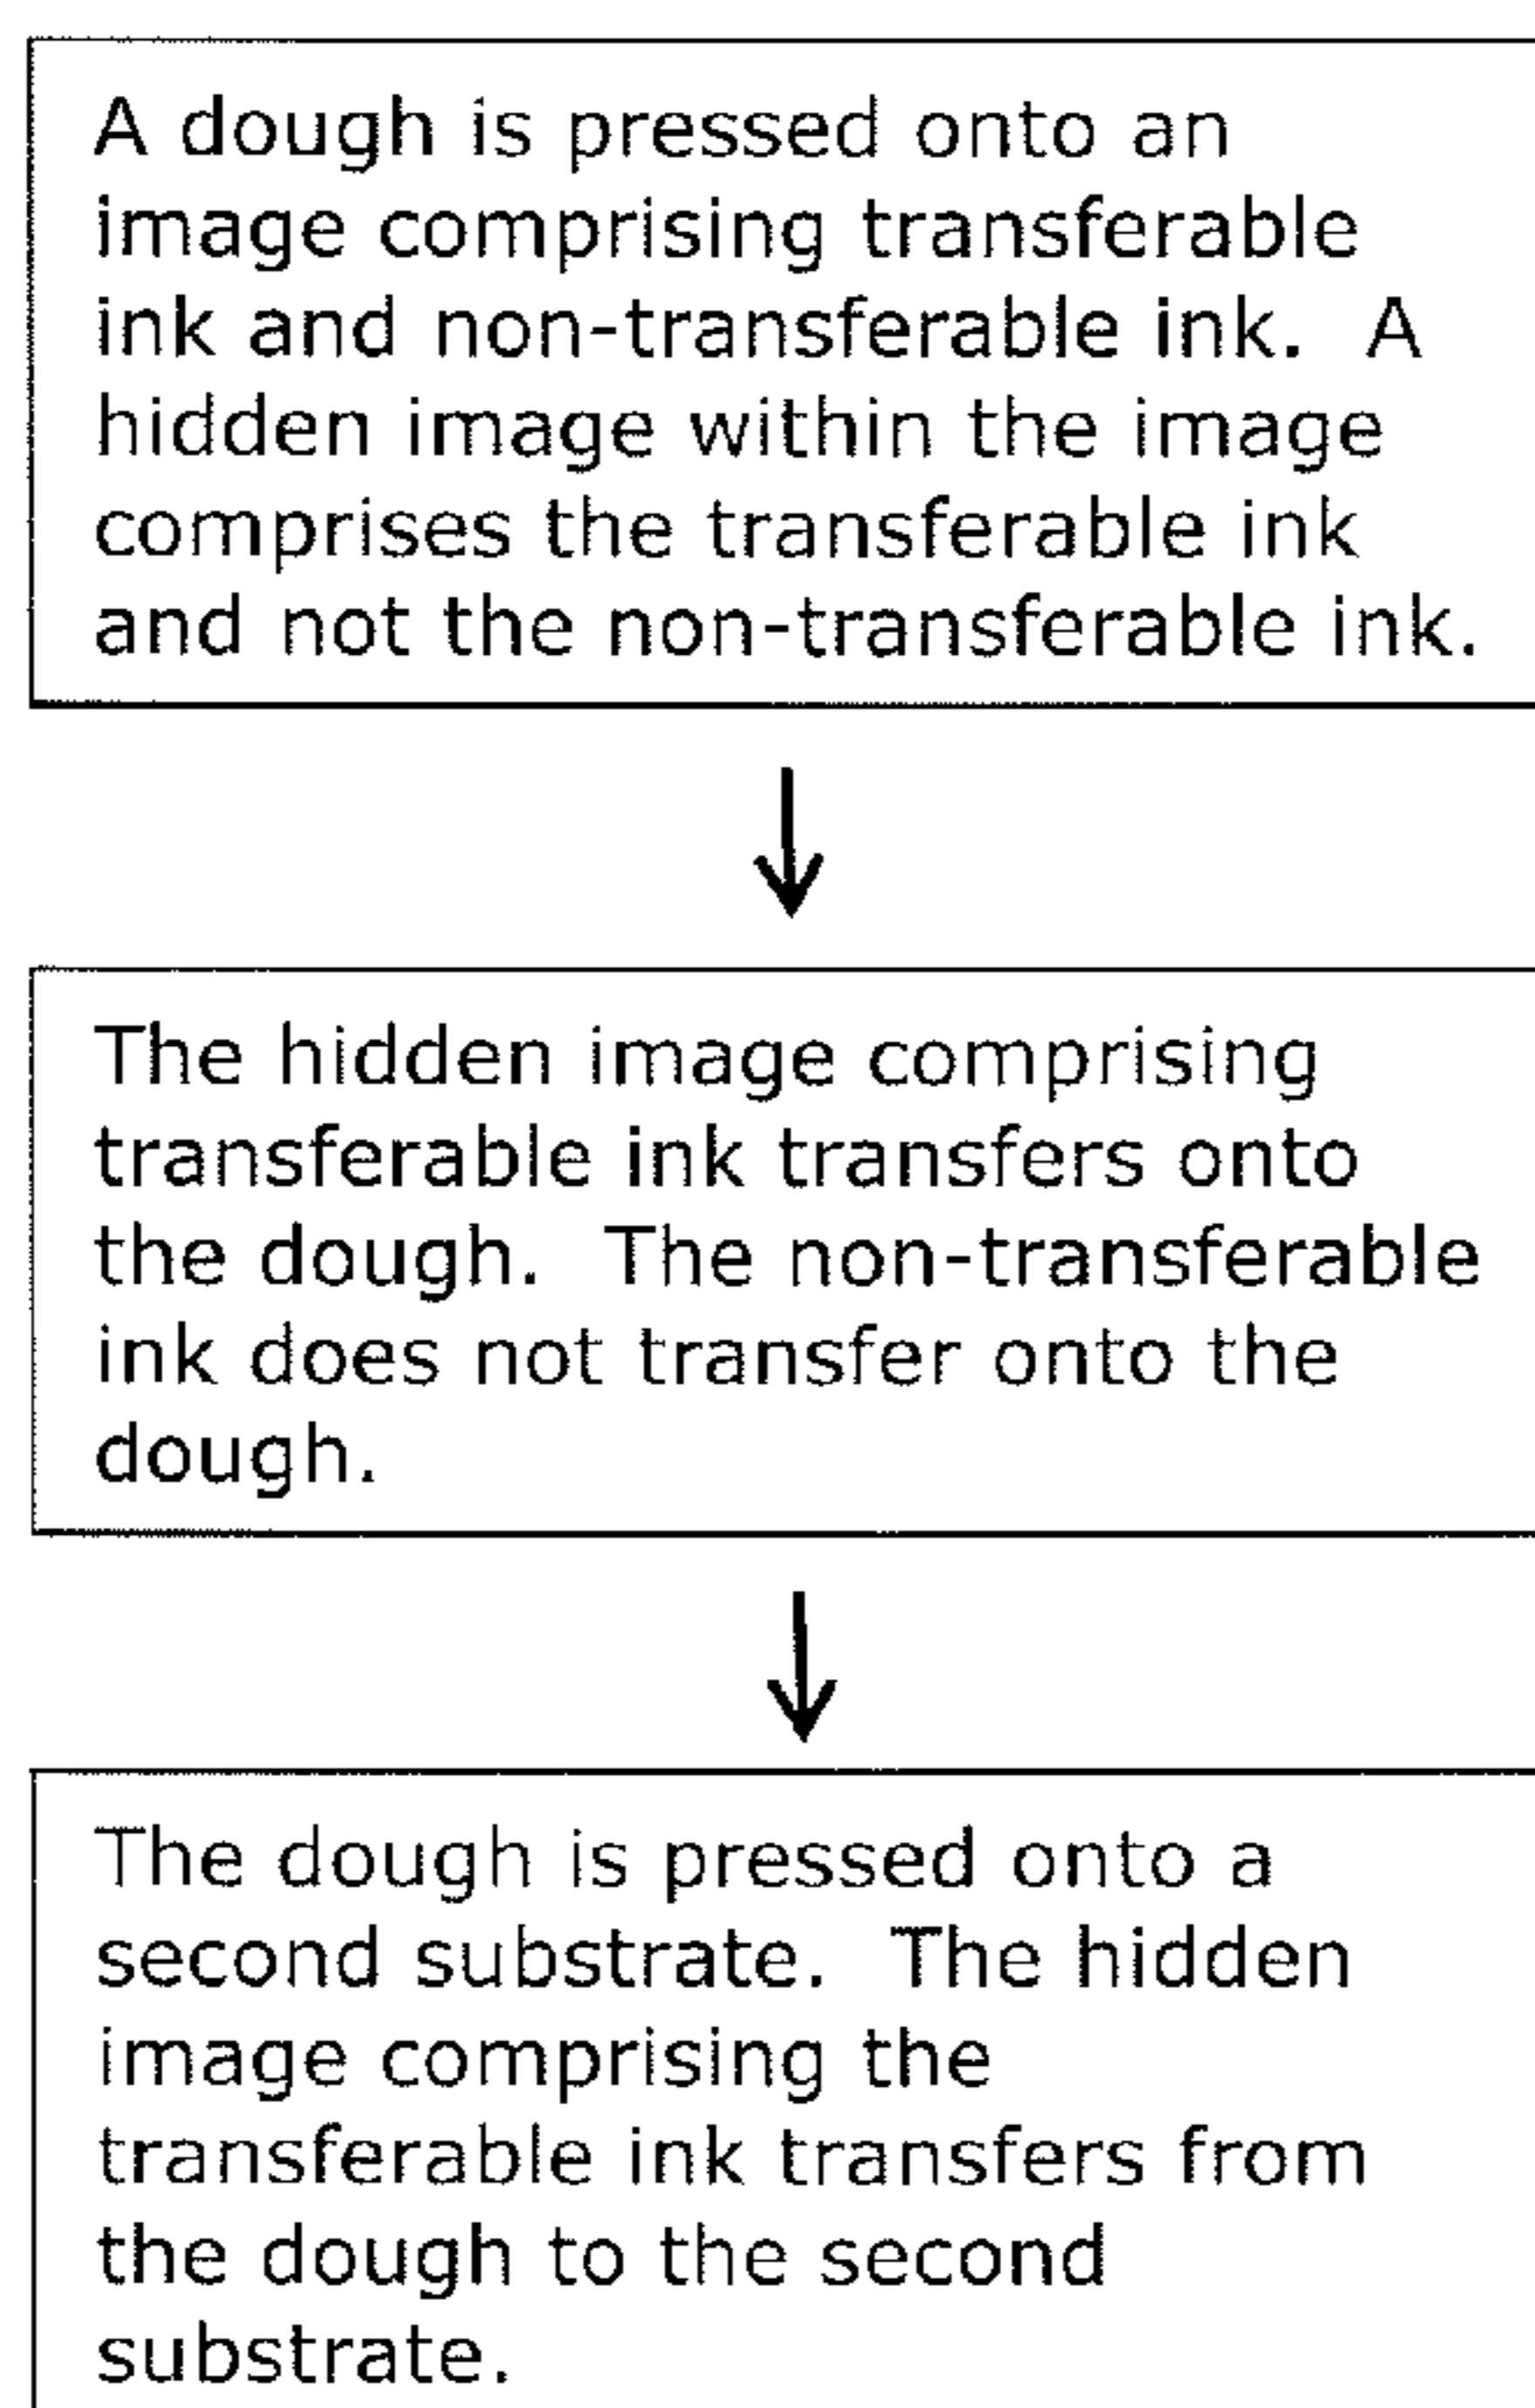 A dough is pressed onto an
image comprising transferable
ink and non-transferable ink.  A
hidden image within the image
comprises the transferable ink
and not the non-transferable ink.
The hidden image comprising
transferable ink transfers onto
the dough.  The non-transferable
ink does not transfer onto the
dough.
The dough is pressed onto a
second substrate.  The hidden
image comprising the
transferable ink transfers from
the dough to the second
substrate.